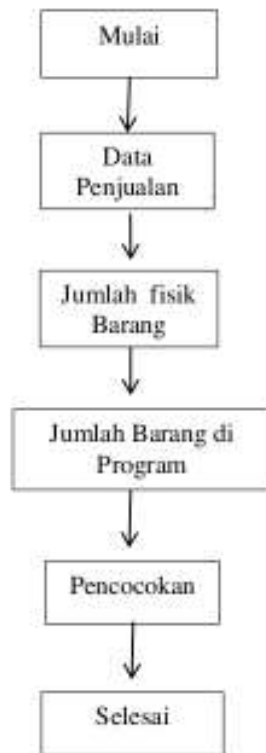 Mulai
Data
Penjualan
Jumlah fisik
Barang
Jumlah Barang di
Program
Pencocokan
Selesai